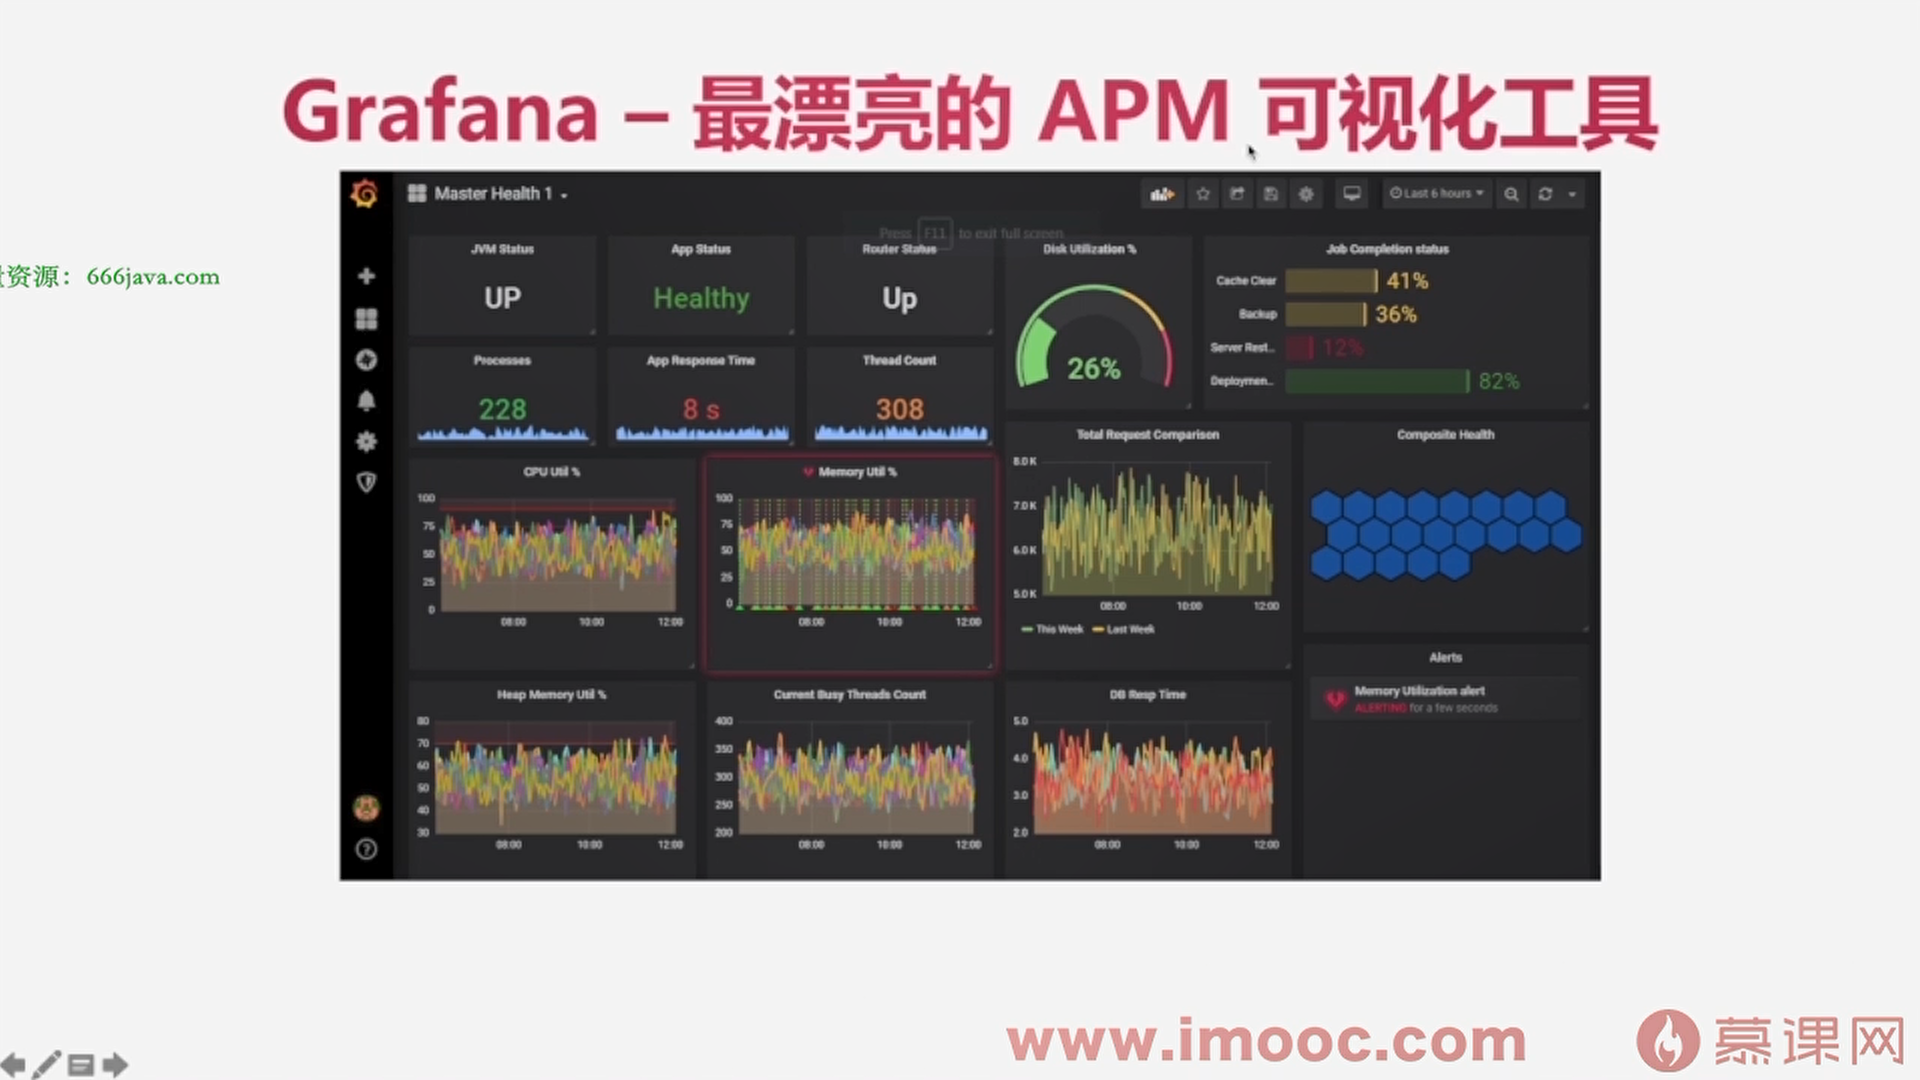 Grafana – 最漂亮的 APM 可视化工具
Master Health 1
Last 6 hours
Press F11 to exit full screen
JVM Status
UP
App Status
Healthy
Router Status
Up
Disk Utilization %
26%
Job Completion status
Cache Clear 41%
Backup 36%
Server Rest... 12%
Deploymen... 82%
资源：666java.com
Processes
228
App Response Time
8 s
Thread Count
308
CPU Util %
100
75
50
25
0
08:00 10:00 12:00
Memory Util %
100
75
50
25
0
08:00 10:00 12:00
Total Request Comparison
8.0 K
7.0 K
6.0 K
5.0 K
08:00 10:00 12:00
This Week Last Week
Composite Health
Alerts
Memory Utilization alert
ALERTING for a few seconds
Heap Memory Util %
80
70
60
50
40
30
08:00 10:00 12:00
Current Busy Threads Count
400
350
300
250
200
08:00 10:00 12:00
DB Resp Time
5.0
4.0
3.0
2.0
08:00 10:00 12:00
www.imooc.com
慕课网